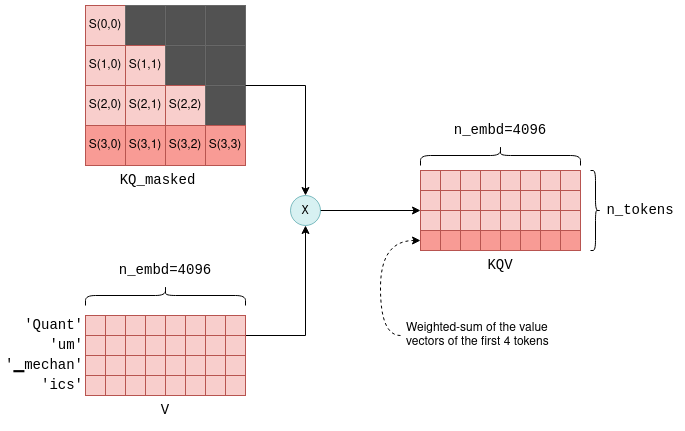 S(0,0)
S(1,0) S(1,1)
S(2,0) S(2,1) S(2,2)
S(3,0) S(3,1) S(3,2) S(3,3)
KQ_masked
X
n_embd=4096
n_tokens
KQV
Weighted-sum of the value
vectors of the first 4 tokens
n_embd=4096
'Quant'
'um'
'▁mechan'
'ics'
V